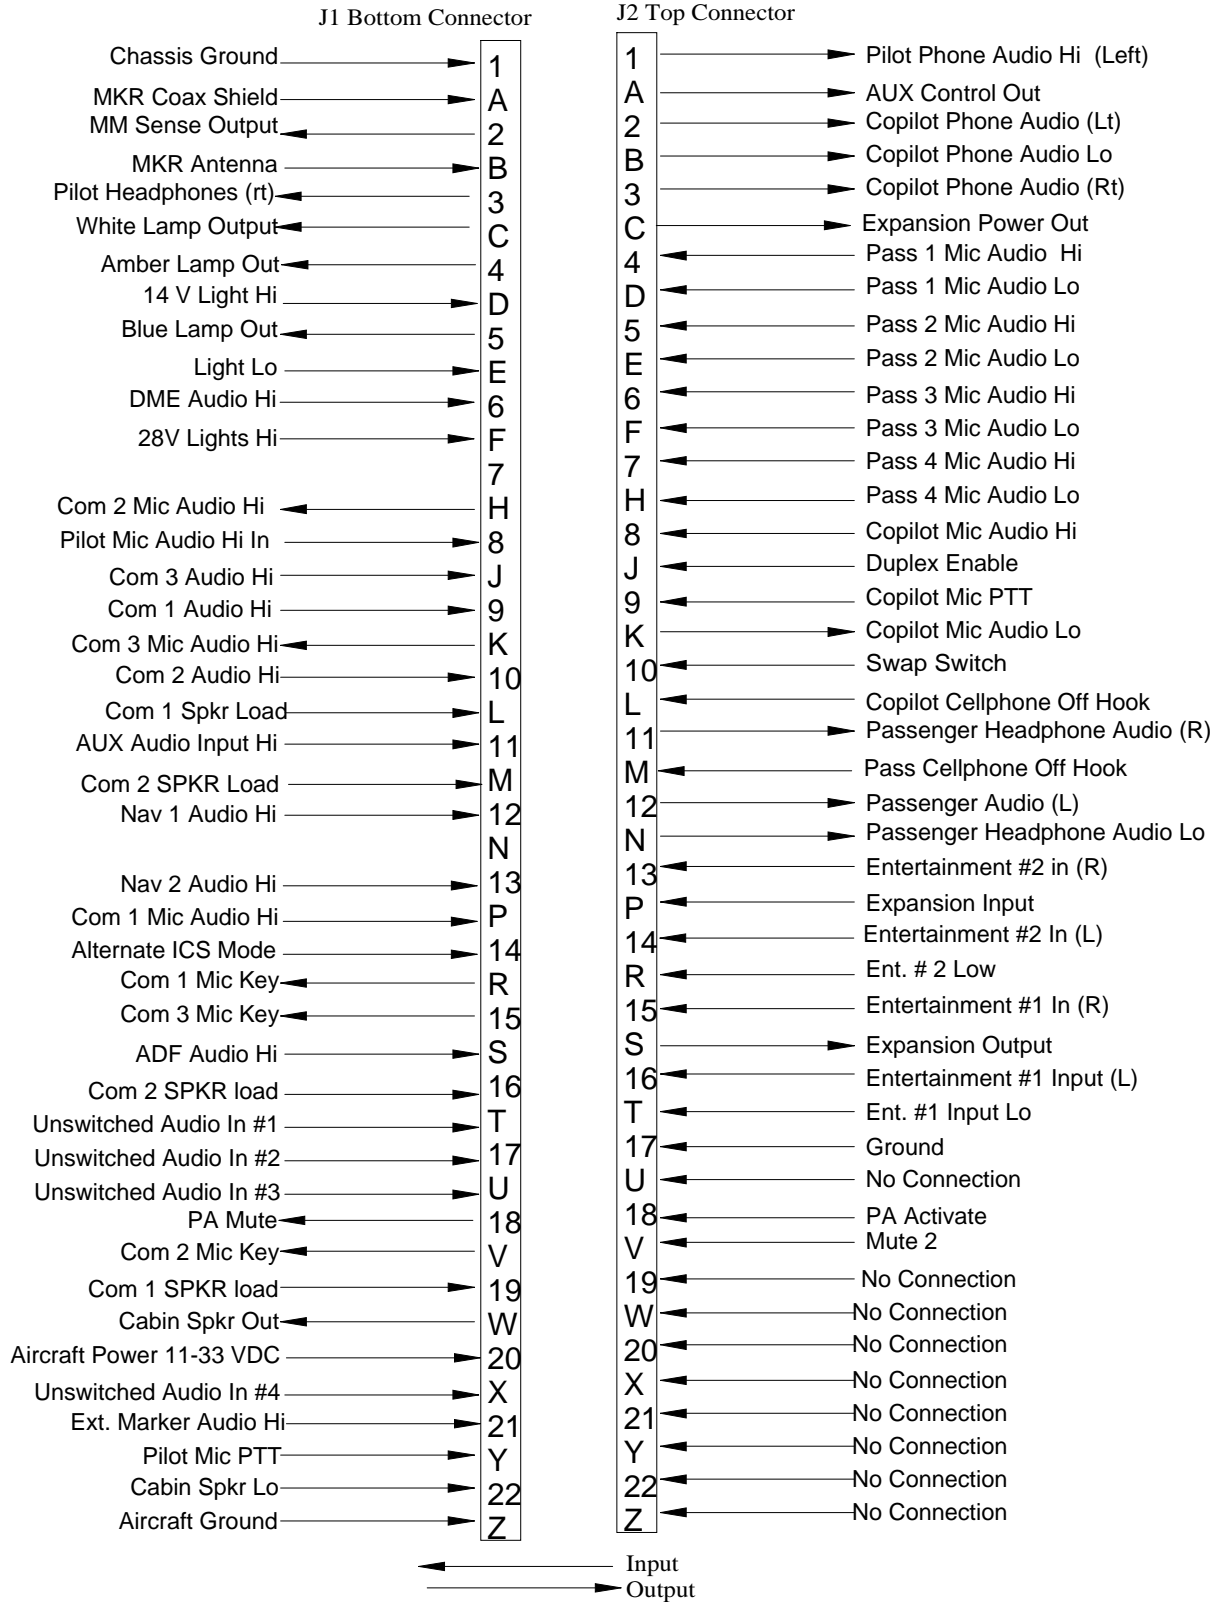 J1 Bottom Connector
Chassis Ground 1
MKR Coax Shield A
MM Sense Output 2
MKR Antenna B
Pilot Headphones (rt) 3
White Lamp Output C
Amber Lamp Out 4
14 V Light Hi D
Blue Lamp Out 5
Light Lo E
DME Audio Hi 6
28V Lights Hi F
7
Com 2 Mic Audio Hi H
Pilot Mic Audio Hi In 8
Com 3 Audio Hi J
Com 1 Audio Hi 9
Com 3 Mic Audio Hi K
Com 2 Audio Hi 10
Com 1 Spkr Load L
AUX Audio Input Hi 11
Com 2 SPKR Load M
Nav 1 Audio Hi 12
N
Nav 2 Audio Hi 13
Com 1 Mic Audio Hi P
Alternate ICS Mode 14
Com 1 Mic Key R
Com 3 Mic Key 15
ADF Audio Hi S
Com 2 SPKR load 16
Unswitched Audio In #1 T
Unswitched Audio In #2 17
Unswitched Audio In #3 U
PA Mute 18
Com 2 Mic Key V
Com 1 SPKR load 19
Cabin Spkr Out W
Aircraft Power 11-33 VDC 20
Unswitched Audio In #4 X
Ext. Marker Audio Hi 21
Pilot Mic PTT Y
Cabin Spkr Lo 22
Aircraft Ground Z
J2 Top Connector
1 Pilot Phone Audio Hi (Left)
A AUX Control Out
2 Copilot Phone Audio (Lt)
B Copilot Phone Audio Lo
3 Copilot Phone Audio (Rt)
C Expansion Power Out
4 Pass 1 Mic Audio Hi
D Pass 1 Mic Audio Lo
5 Pass 2 Mic Audio Hi
E Pass 2 Mic Audio Lo
6 Pass 3 Mic Audio Hi
F Pass 3 Mic Audio Lo
7 Pass 4 Mic Audio Hi
H Pass 4 Mic Audio Lo
8 Copilot Mic Audio Hi
J Duplex Enable
9 Copilot Mic PTT
K Copilot Mic Audio Lo
10 Swap Switch
L Copilot Cellphone Off Hook
11 Passenger Headphone Audio (R)
M Pass Cellphone Off Hook
12 Passenger Audio (L)
N Passenger Headphone Audio Lo
13 Entertainment #2 in (R)
P Expansion Input
14 Entertainment #2 In (L)
R Ent. # 2 Low
15 Entertainment #1 In (R)
S Expansion Output
16 Entertainment #1 Input (L)
T Ent. #1 Input Lo
17 Ground
U No Connection
18 PA Activate
V Mute 2
19 No Connection
W No Connection
20 No Connection
X No Connection
21 No Connection
Y No Connection
22 No Connection
Z No Connection
Input
Output